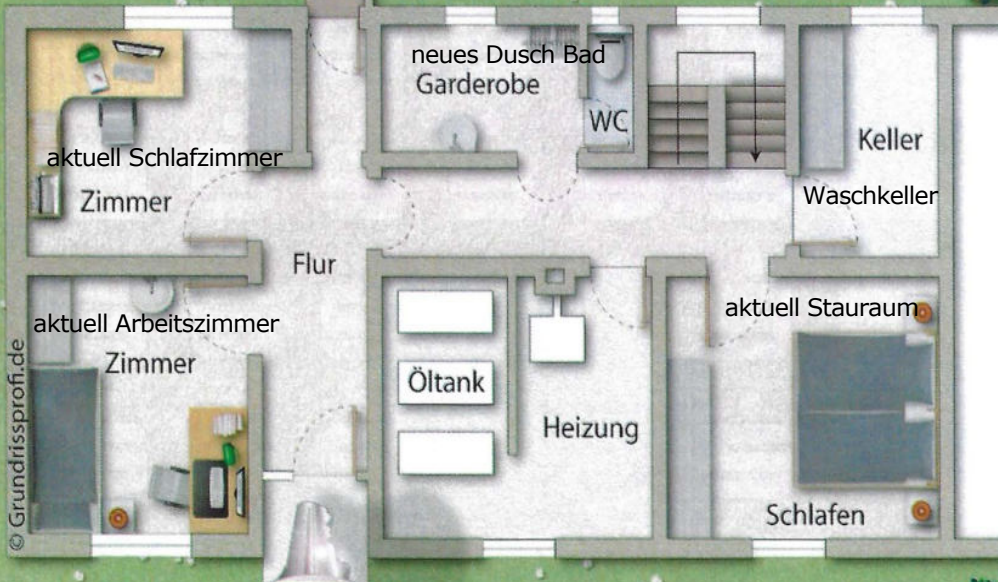 neues Dusch Bad
Garderobe
WC
Keller
aktuell Schlafzimmer
Zimmer
Waschkeller
Flur
aktuell Arbeitszimmer
Zimmer
aktuell Stauraum
Öltank
Heizung
Schlafen
© Grundrissprofi.de